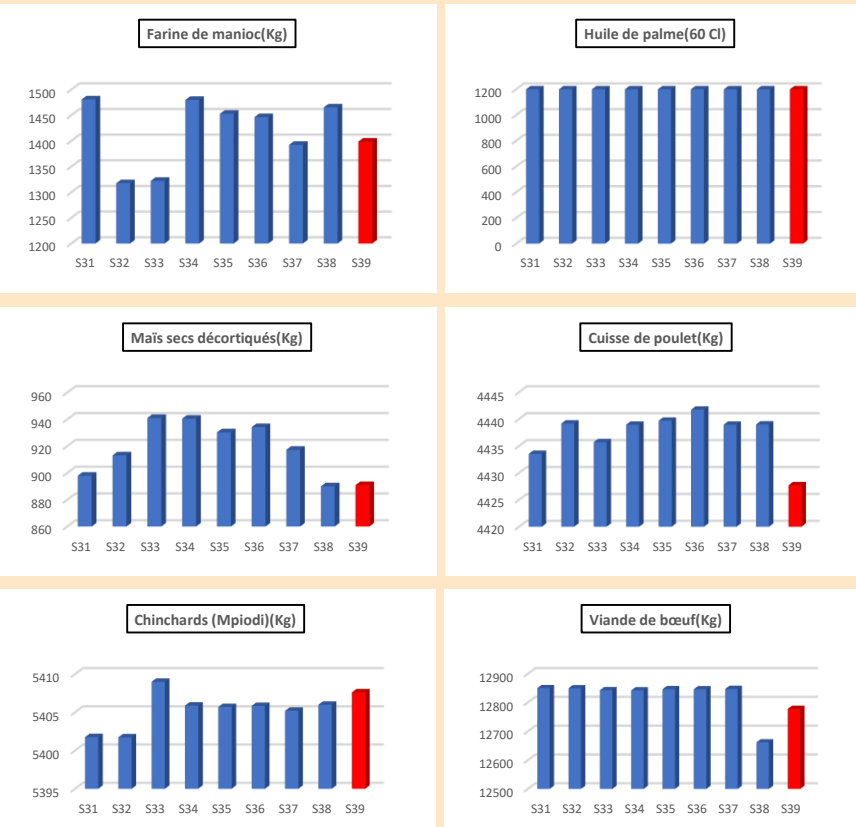 Farine de manioc(Kg)
1500
1450
1400
1350
1300
1250
1200
S31 S32 S33 S34 S35 S36 S37 S38 S39
Huile de palme(60 Cl)
1200
1000
800
600
400
200
0
S31 S32 S33 S34 S35 S36 S37 S38 S39
Maïs secs décortiqués(Kg)
960
940
920
900
880
860
S31 S32 S33 S34 S35 S36 S37 S38 S39
Cuisse de poulet(Kg)
4445
4440
4435
4430
4425
4420
S31 S32 S33 S34 S35 S36 S37 S38 S39
Chinchards (Mpiodi)(Kg)
5410
5405
5400
5395
S31 S32 S33 S34 S35 S36 S37 S38 S39
Viande de bœuf(Kg)
12900
12800
12700
12600
12500
S31 S32 S33 S34 S35 S36 S37 S38 S39